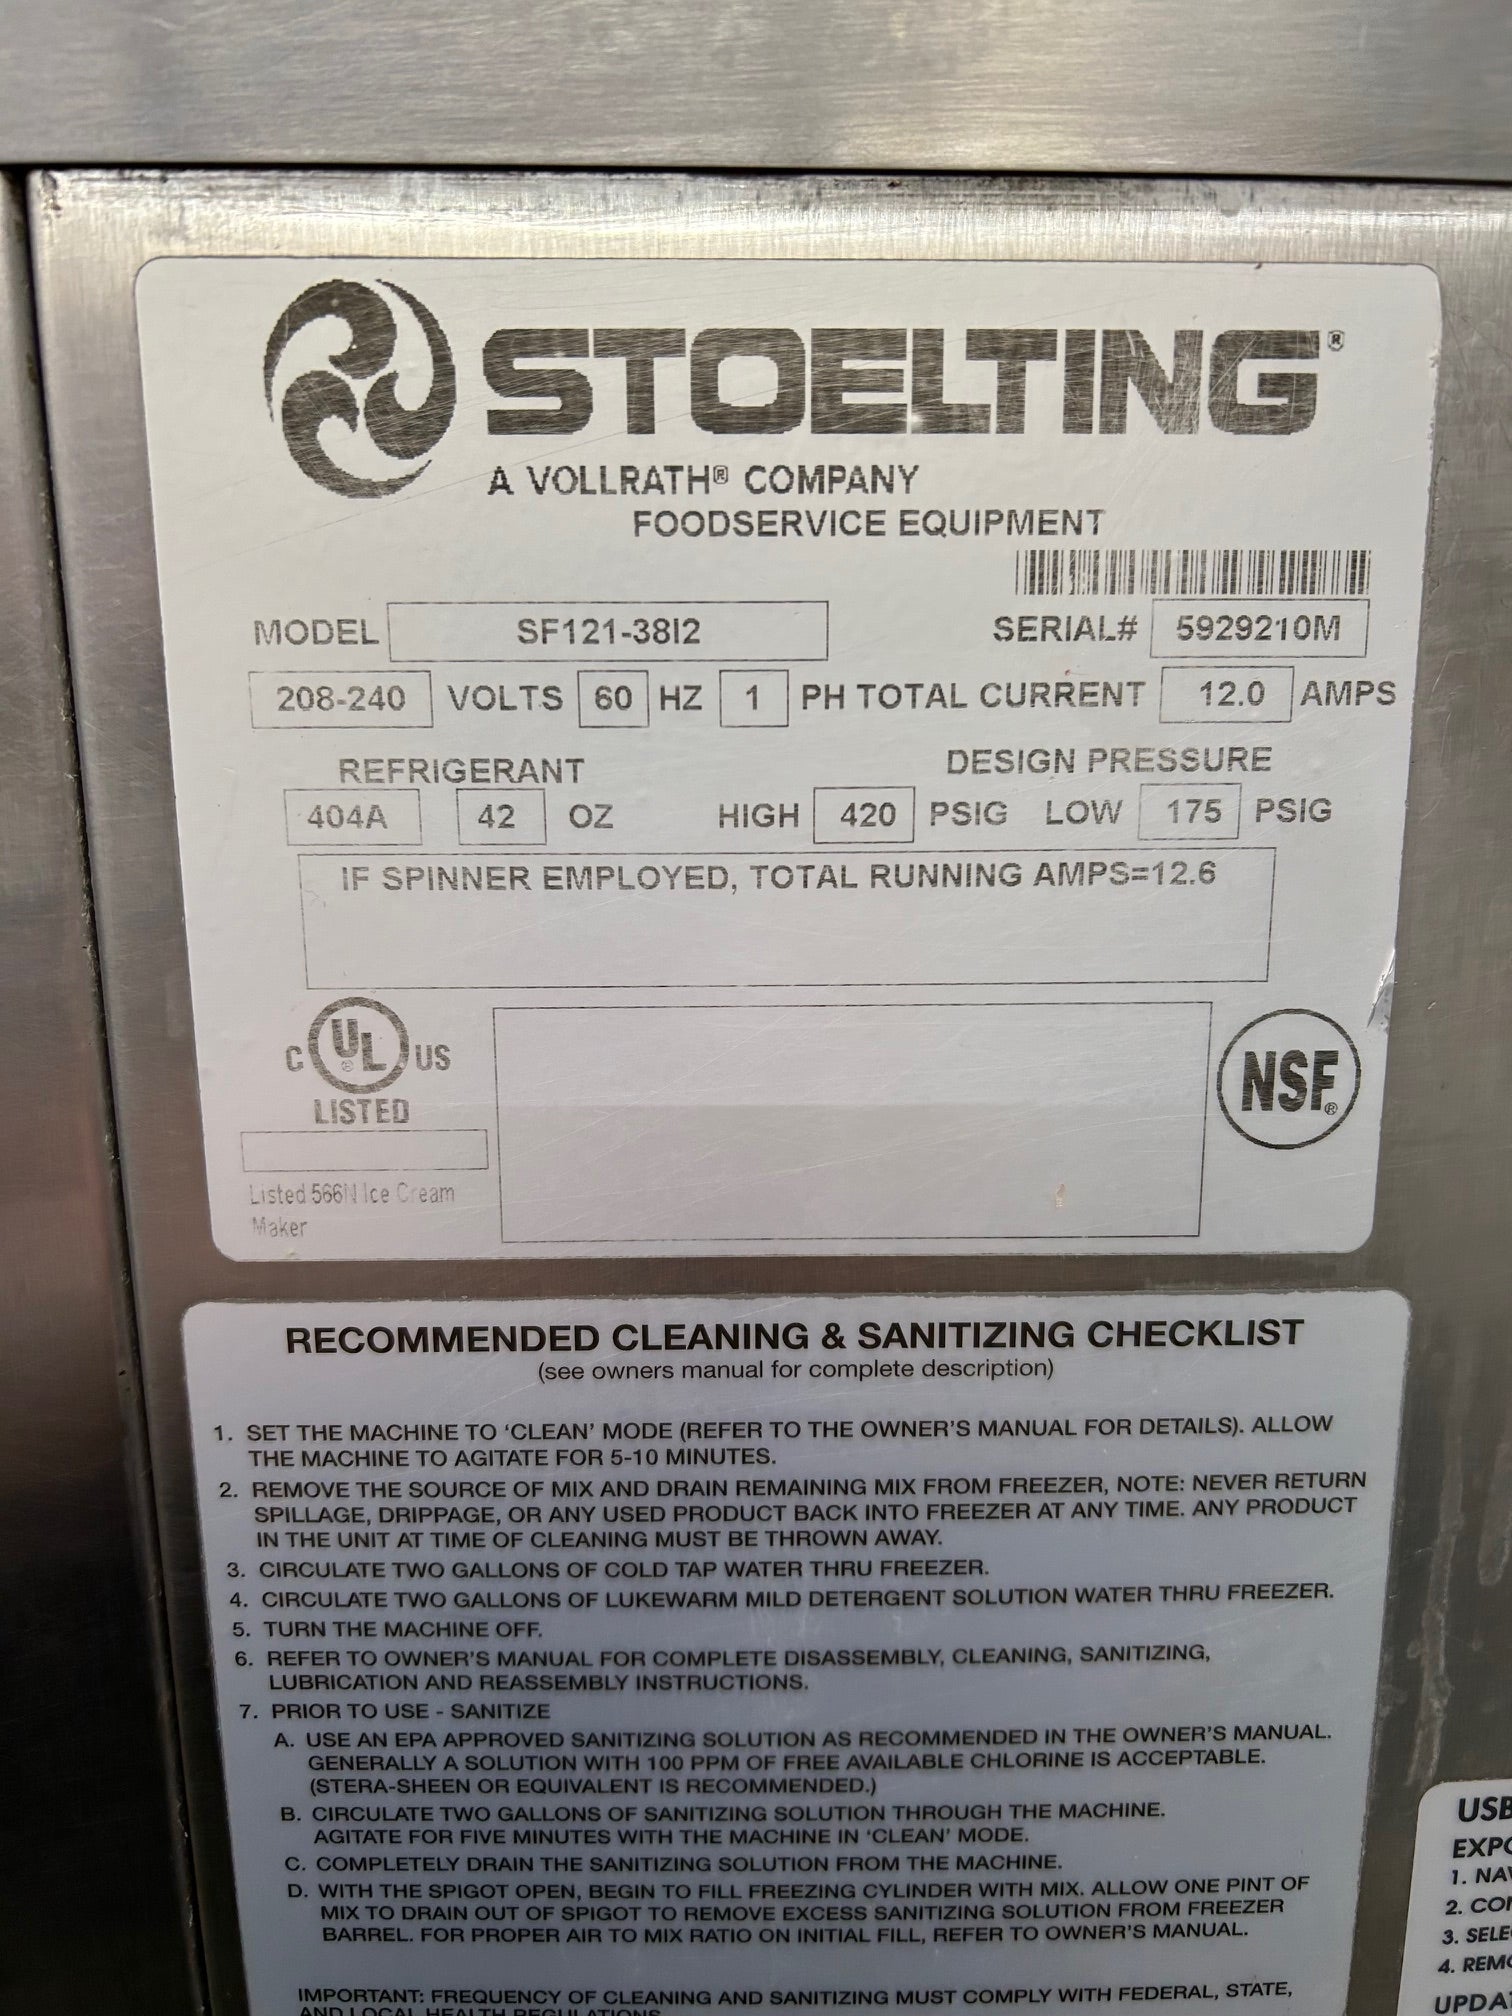 STOELTING®
A VOLLRATH® COMPANY
FOODSERVICE EQUIPMENT
MODEL SF121-38I2 SERIAL# 5929210M
208-240 VOLTS 60 HZ 1 PH TOTAL CURRENT 12.0 AMPS
REFRIGERANT DESIGN PRESSURE
404A 42 OZ HIGH 420 PSIG LOW 175 PSIG
IF SPINNER EMPLOYED, TOTAL RUNNING AMPS=12.6
C UL® US
LISTED
NSF®
Listed 566N Ice Cream
Maker
RECOMMENDED CLEANING & SANITIZING CHECKLIST
(see owners manual for complete description)
1. SET THE MACHINE TO 'CLEAN' MODE (REFER TO THE OWNER'S MANUAL FOR DETAILS). ALLOW
THE MACHINE TO AGITATE FOR 5-10 MINUTES.
2. REMOVE THE SOURCE OF MIX AND DRAIN REMAINING MIX FROM FREEZER, NOTE: NEVER RETURN
SPILLAGE, DRIPPAGE, OR ANY USED PRODUCT BACK INTO FREEZER AT ANY TIME. ANY PRODUCT
IN THE UNIT AT TIME OF CLEANING MUST BE THROWN AWAY.
3. CIRCULATE TWO GALLONS OF COLD TAP WATER THRU FREEZER.
4. CIRCULATE TWO GALLONS OF LUKEWARM MILD DETERGENT SOLUTION WATER THRU FREEZER.
5. TURN THE MACHINE OFF.
6. REFER TO OWNER'S MANUAL FOR COMPLETE DISASSEMBLY, CLEANING, SANITIZING,
LUBRICATION AND REASSEMBLY INSTRUCTIONS.
7. PRIOR TO USE - SANITIZE
A. USE AN EPA APPROVED SANITIZING SOLUTION AS RECOMMENDED IN THE OWNER'S MANUAL.
GENERALLY A SOLUTION WITH 100 PPM OF FREE AVAILABLE CHLORINE IS ACCEPTABLE.
(STERA-SHEEN OR EQUIVALENT IS RECOMMENDED.)
B. CIRCULATE TWO GALLONS OF SANITIZING SOLUTION THROUGH THE MACHINE.
AGITATE FOR FIVE MINUTES WITH THE MACHINE IN 'CLEAN' MODE.
C. COMPLETELY DRAIN THE SANITIZING SOLUTION FROM THE MACHINE.
D. WITH THE SPIGOT OPEN, BEGIN TO FILL FREEZING CYLINDER WITH MIX. ALLOW ONE PINT OF
MIX TO DRAIN OUT OF SPIGOT TO REMOVE EXCESS SANITIZING SOLUTION FROM FREEZER
BARREL. FOR PROPER AIR TO MIX RATIO ON INITIAL FILL, REFER TO OWNER'S MANUAL.
IMPORTANT: FREQUENCY OF CLEANING AND SANITIZING MUST COMPLY WITH FEDERAL, STATE,
AND LOCAL HEALTH REGULATIONS
USB
EXPO
1. NAV
2. CO
3. SELE
4. REMO
UPDA